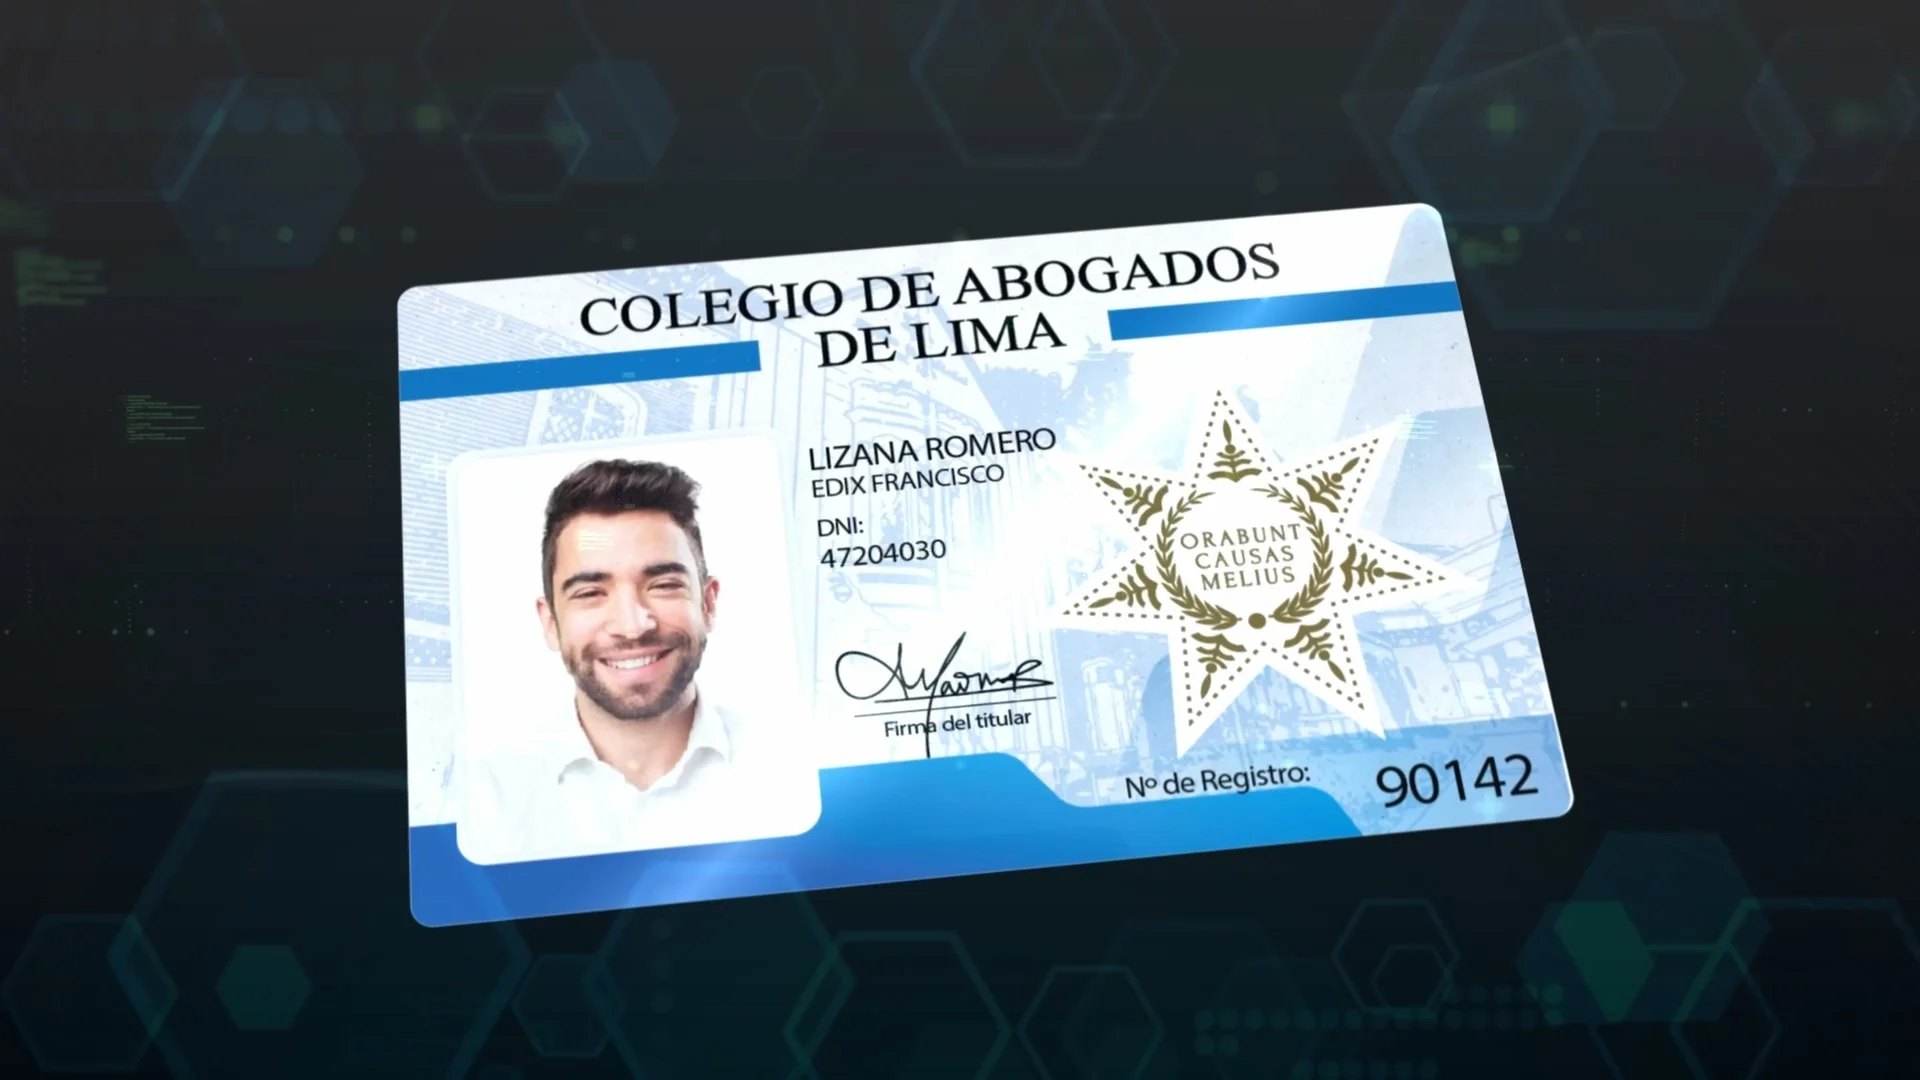 COLEGIO DE ABOGADOS
DE LIMA
LIZANA ROMERO
EDIX FRANCISCO
DNI:
47204030
ORABUNT
CAUSAS
MELIUS
Firma del titular
Nº de Registro: 90142